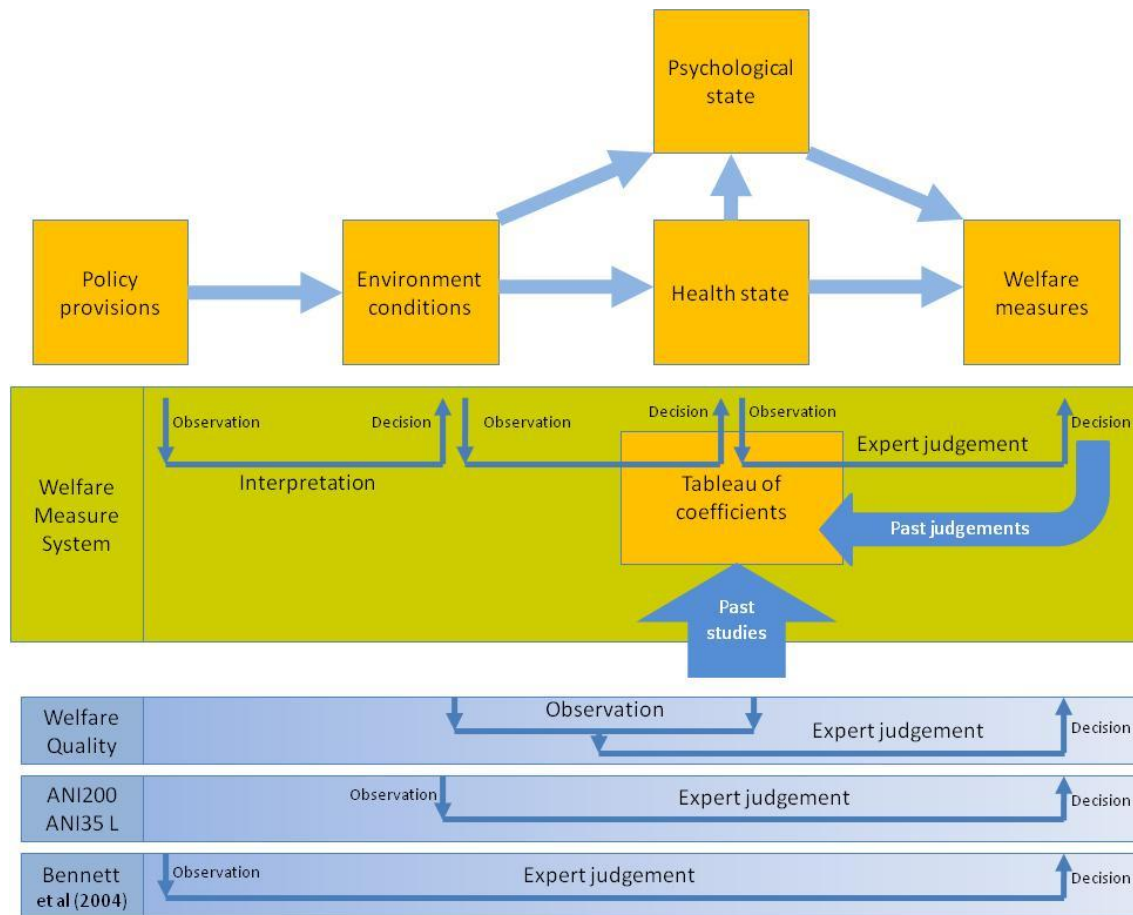 Psychological
state
Policy
provisions
Environment
conditions
Health state
Welfare
measures
Welfare
Measure
System
Observation
Decision
Observation
Decision
Observation
Decision
Interpretation
Expert judgement
Tableau of
coefficients
Past judgements
Past
studies
Welfare
Quality
Observation
Expert judgement
Decision
ANI200
ANI35 L
Observation
Expert judgement
Decision
Bennett
et al (2004)
Observation
Expert judgement
Decision